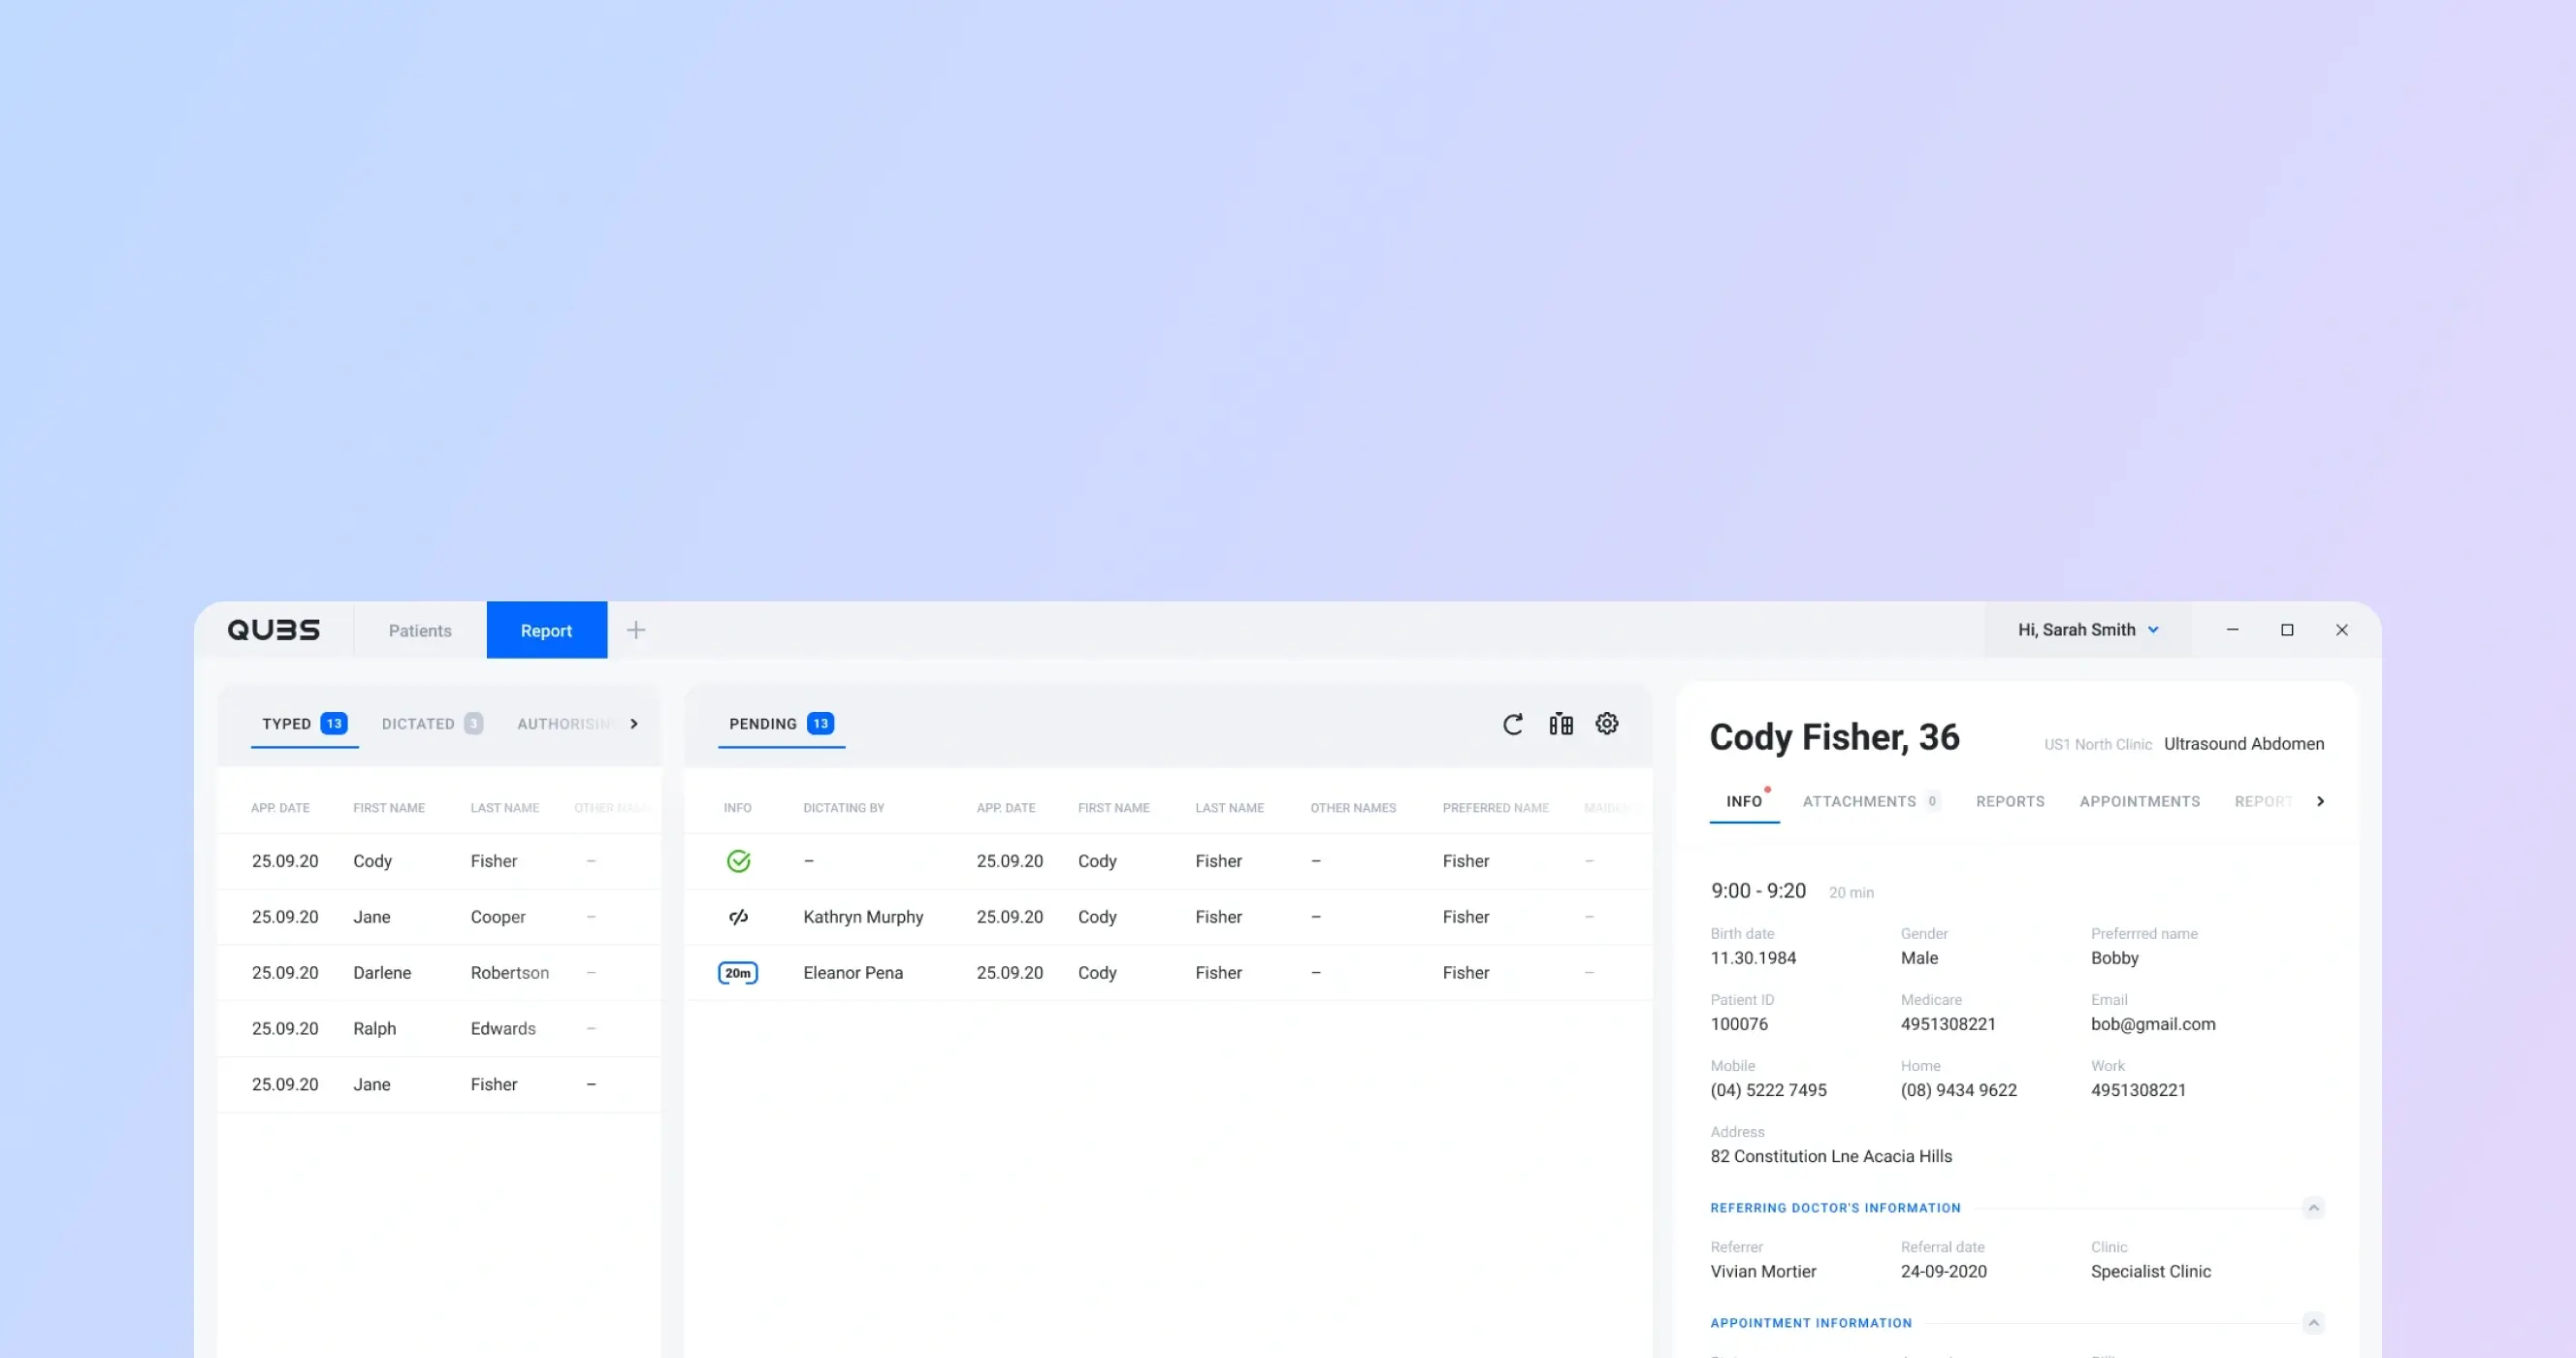 QUBS Patients Report Hi, Sarah Smith
TYPED 13 DICTATED 3 AUTHORISING
APP. DATE FIRST NAME LAST NAME OTHER NAM
25.09.20 Cody Fisher –
25.09.20 Jane Cooper –
25.09.20 Darlene Robertson –
25.09.20 Ralph Edwards –
25.09.20 Jane Fisher –
PENDING 13
INFO DICTATING BY APP. DATE FIRST NAME LAST NAME OTHER NAMES PREFERRED NAME MAIDEN
– 25.09.20 Cody Fisher – Fisher –
Kathryn Murphy 25.09.20 Cody Fisher – Fisher –
20m Eleanor Pena 25.09.20 Cody Fisher – Fisher –
Cody Fisher, 36 US1 North Clinic Ultrasound Abdomen
INFO ATTACHMENTS 0 REPORTS APPOINTMENTS REPORT
9:00 - 9:20 20 min
Birth date Gender Preferrred name
11.30.1984 Male Bobby
Patient ID Medicare Email
100076 4951308221 bob@gmail.com
Mobile Home Work
(04) 5222 7495 (08) 9434 9622 4951308221
Address
82 Constitution Lne Acacia Hills
REFERRING DOCTOR'S INFORMATION
Referrer Referral date Clinic
Vivian Mortier 24-09-2020 Specialist Clinic
APPOINTMENT INFORMATION